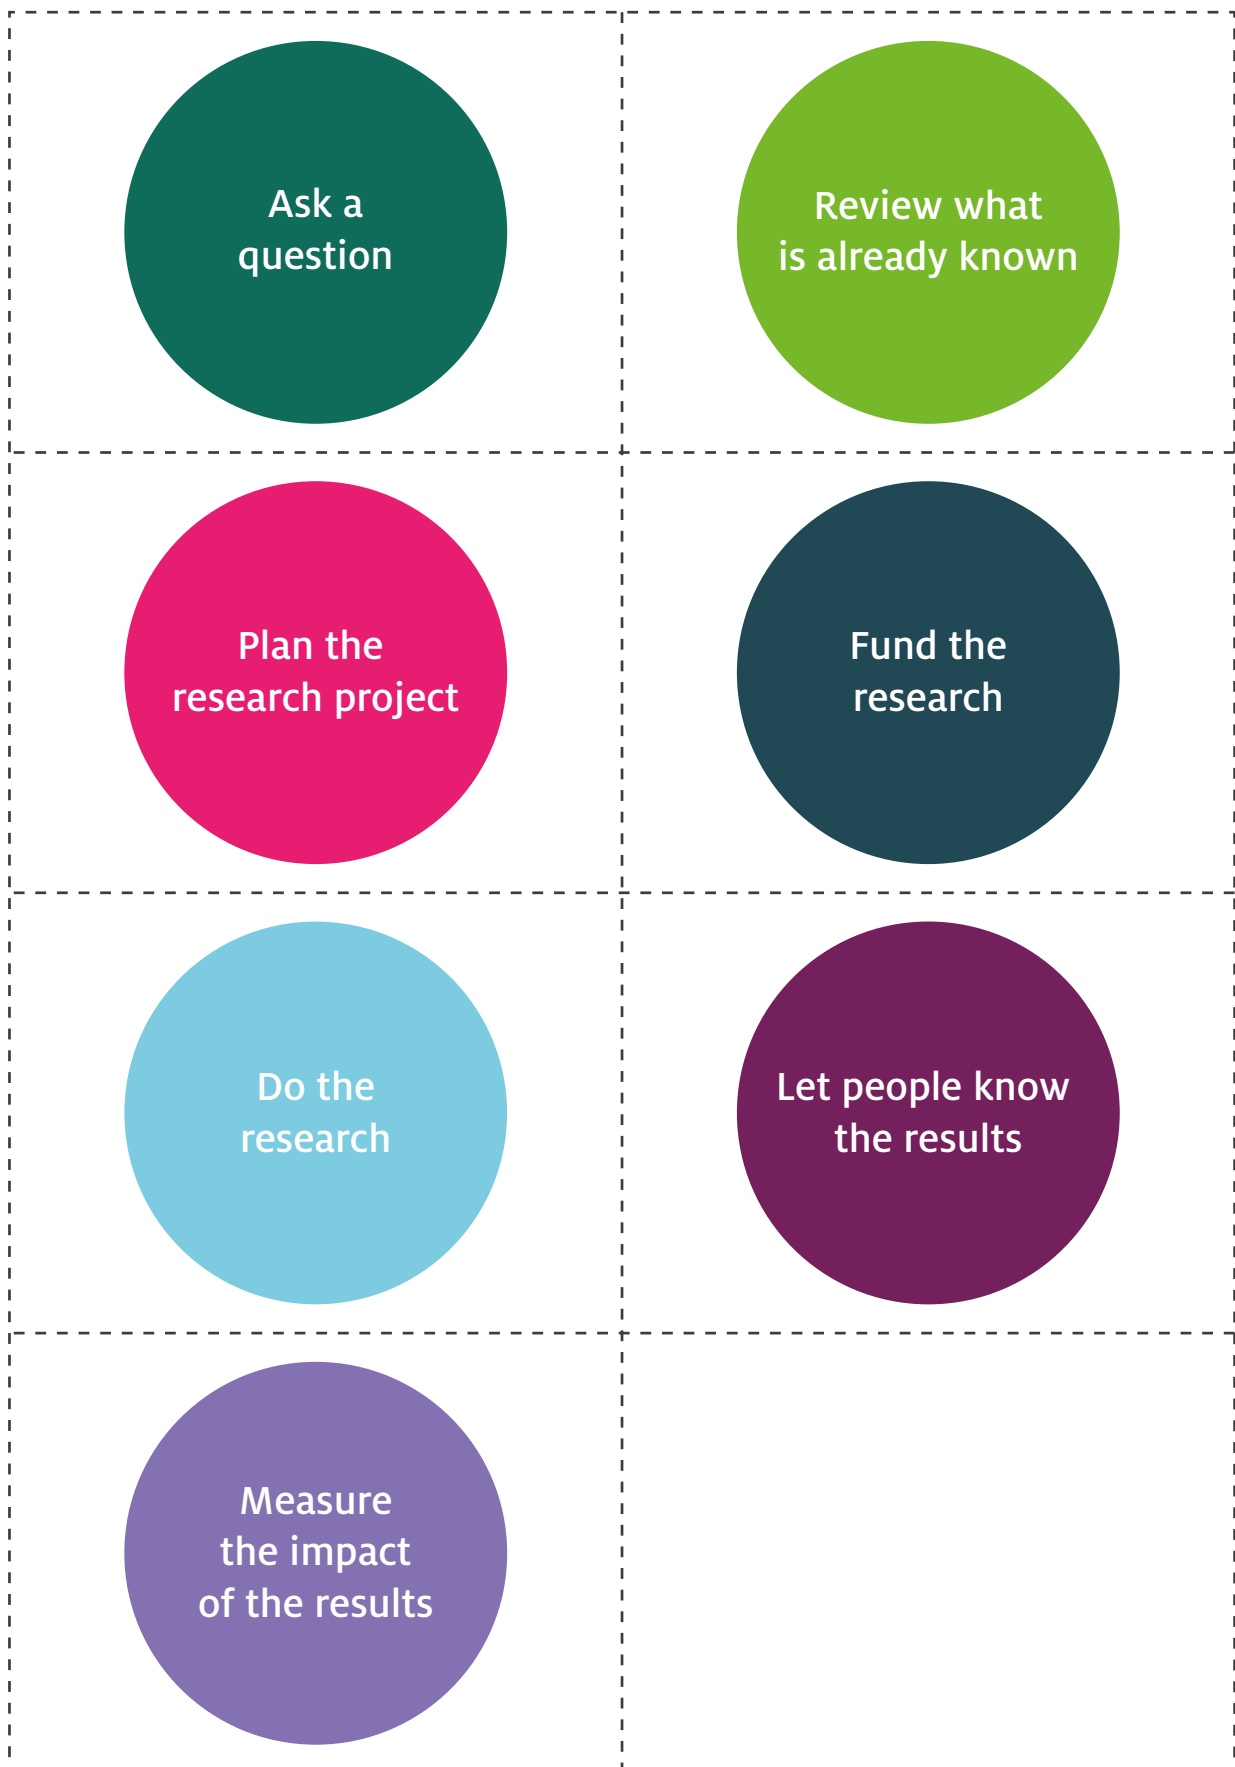 Ask a
question
Review what
is already known
Plan the
research project
Fund the
research
Do the
research
Let people know
the results
Measure
the impact
of the results